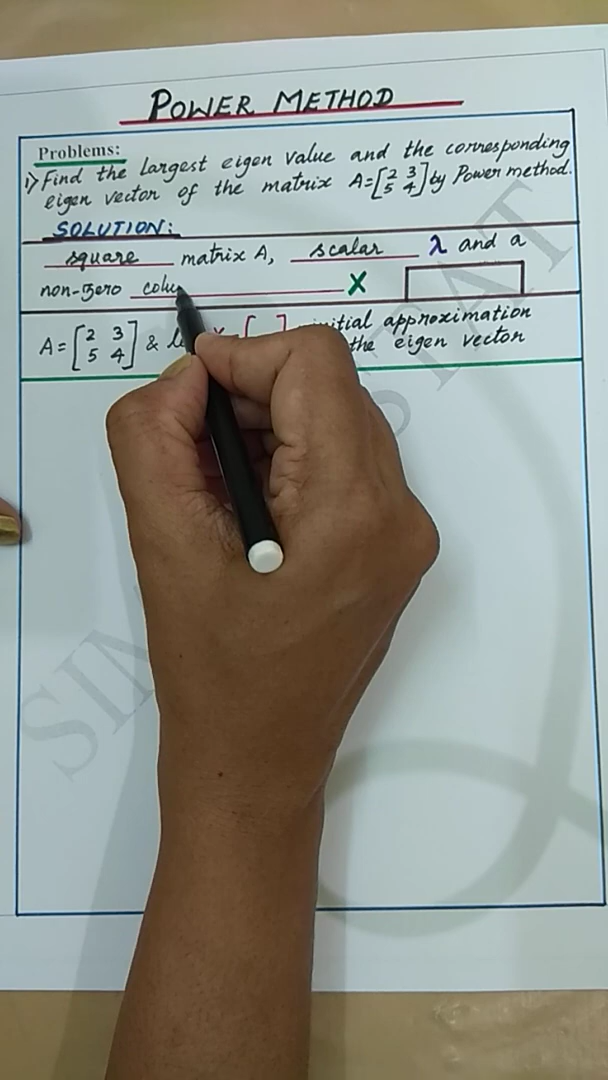 POWER METHOD
Problems:
1) Find the largest eigen value and the corresponding
eigen vector of the matrix A=[2 3 5 4] by Power method.
SOLUTION:
square matrix A, scalar λ and a
non-zero colu X
A = [2 3 5 4] & initial approximation
the eigen vector